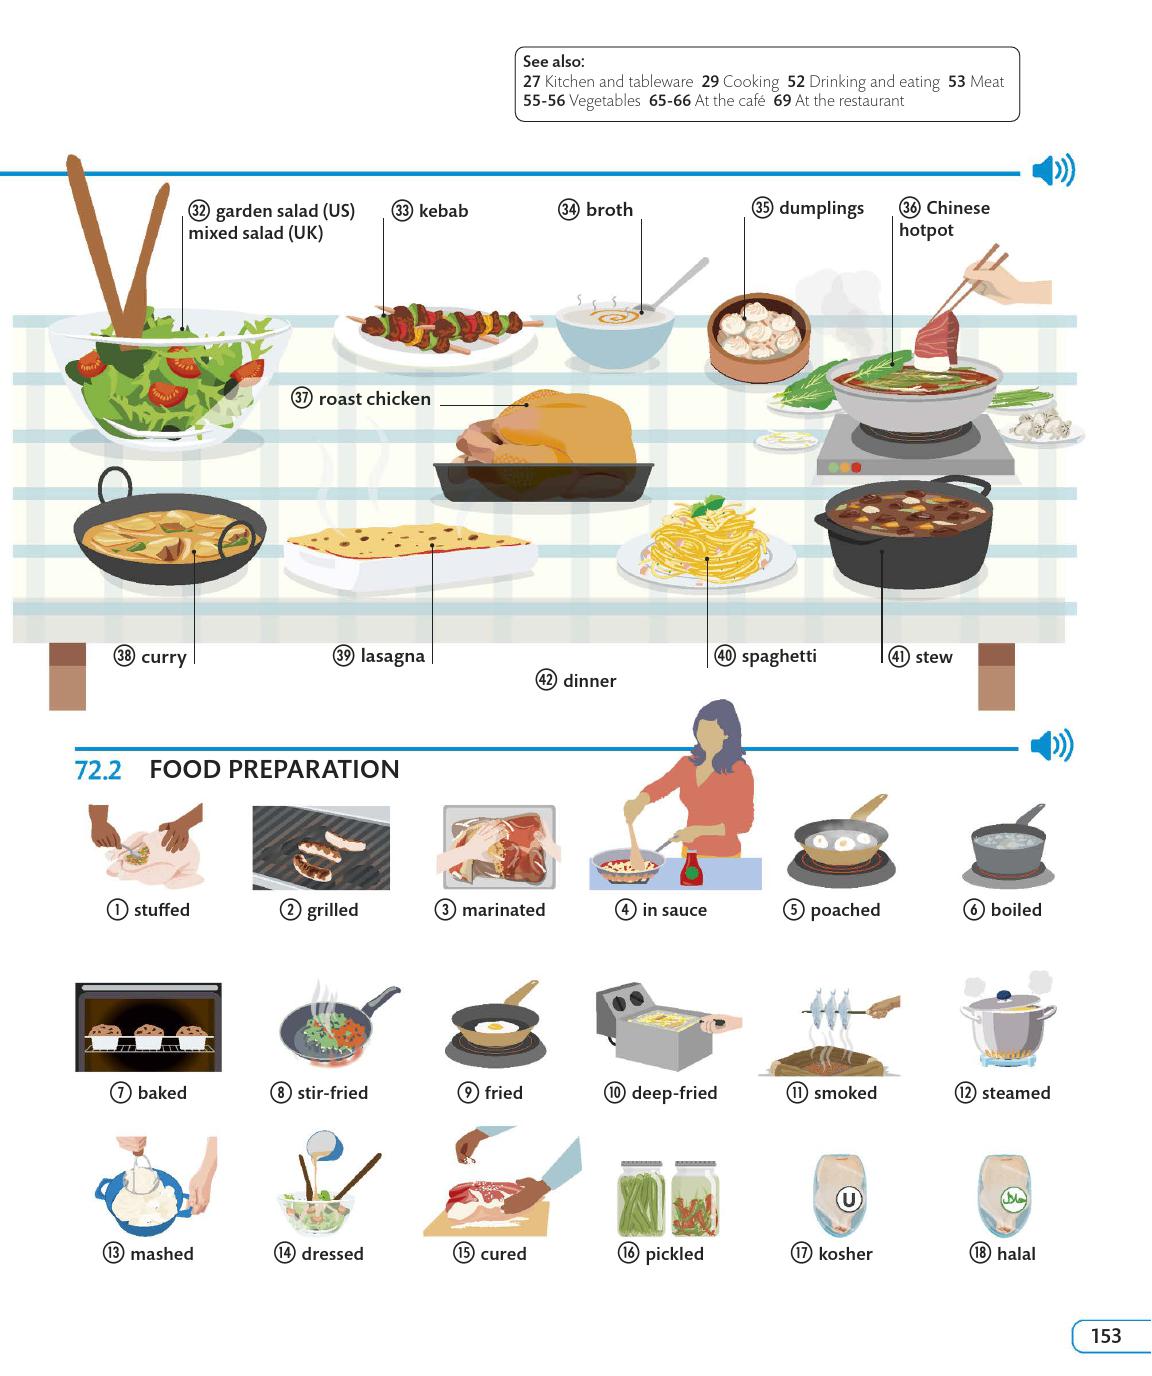 See also:
27 Kitchen and tableware 29 Cooking 52 Drinking and eating 53 Meat
55-56 Vegetables 65-66 At the café 69 At the restaurant
32 garden salad (US)
mixed salad (UK)
33 kebab
34 broth
35 dumplings
36 Chinese
hotpot
37 roast chicken
38 curry
39 lasagna
40 spaghetti
41 stew
42 dinner
72.2 FOOD PREPARATION
1 stuffed
2 grilled
3 marinated
4 in sauce
5 poached
6 boiled
7 baked
8 stir-fried
9 fried
10 deep-fried
11 smoked
12 steamed
U
حلال
13 mashed
14 dressed
15 cured
16 pickled
17 kosher
18 halal
153